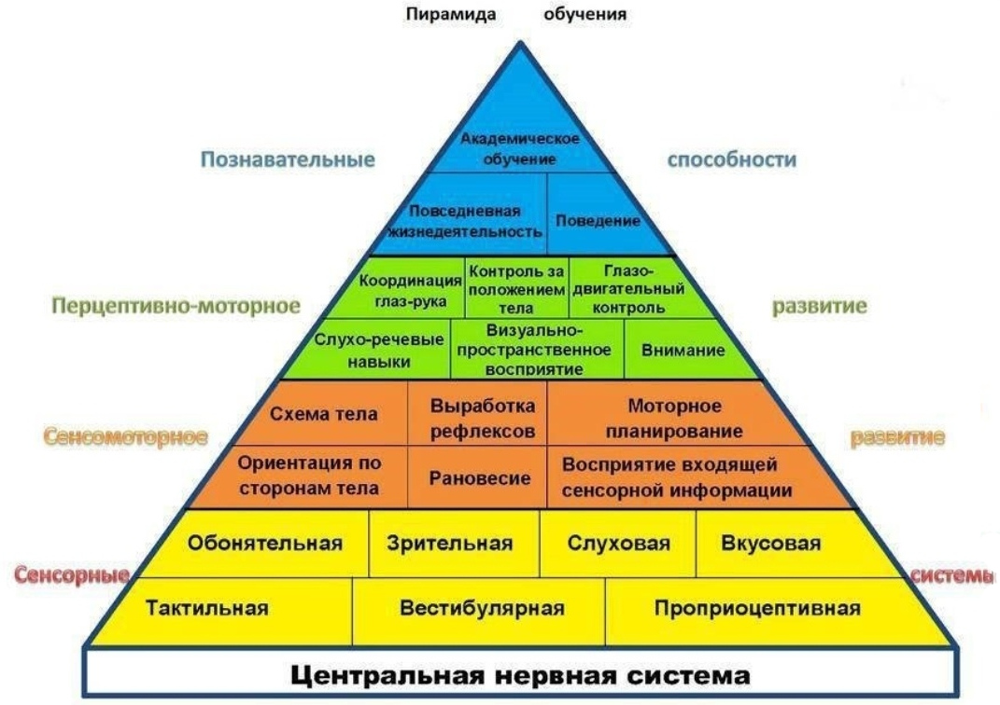 Пирамида обучения
Академическое
обучение
Познавательные способности
Повседневная
жизнедеятельность
Поведение
Координация
глаз-рука
Контроль за
положением
тела
Глазо-
двигательный
контроль
Перцептивно-моторное развитие
Слухо-речевые
навыки
Визуально-
пространственное
восприятие
Внимание
Схема тела
Выработка
рефлексов
Моторное
планирование
Сенсомоторное развитие
Ориентация по
сторонам тела
Рановесие
Восприятие входящей
сенсорной информации
Обонятельная
Зрительная
Слуховая
Вкусовая
Сенсорные системы
Тактильная
Вестибулярная
Проприоцептивная
Центральная нервная система